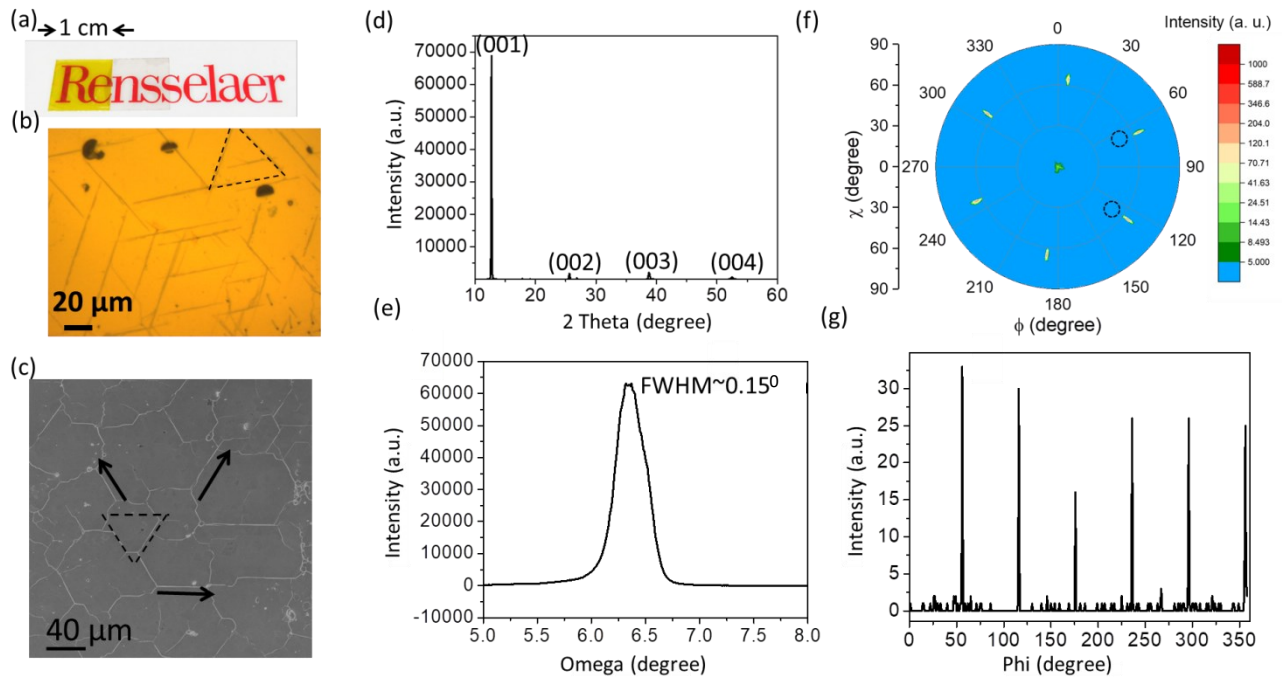 (a)
1 cm
Rensselaer
(b)
20 µm
(c)
40 µm
(d)
Intensity (a.u.)
70000
60000
50000
40000
30000
20000
10000
(001)
(002)
(003)
(004)
10 20 30 40 50 60
2 Theta (degree)
(e)
Intensity (a.u.)
70000
60000
50000
40000
30000
20000
10000
0
-10000
FWHM~0.15⁰
5.0 5.5 6.0 6.5 7.0 7.5 8.0
Omega (degree)
(f)
Intensity (a. u.)
χ (degree)
90
60
30
0
30
60
90
0
30
60
90
120
150
180
210
240
270
300
330
ϕ (degree)
1000
588.7
346.6
204.0
120.1
70.71
41.63
24.51
14.43
8.493
5.000
(g)
Intensity (a.u.)
30
25
20
15
10
5
0
0 50 100 150 200 250 300 350
Phi (degree)